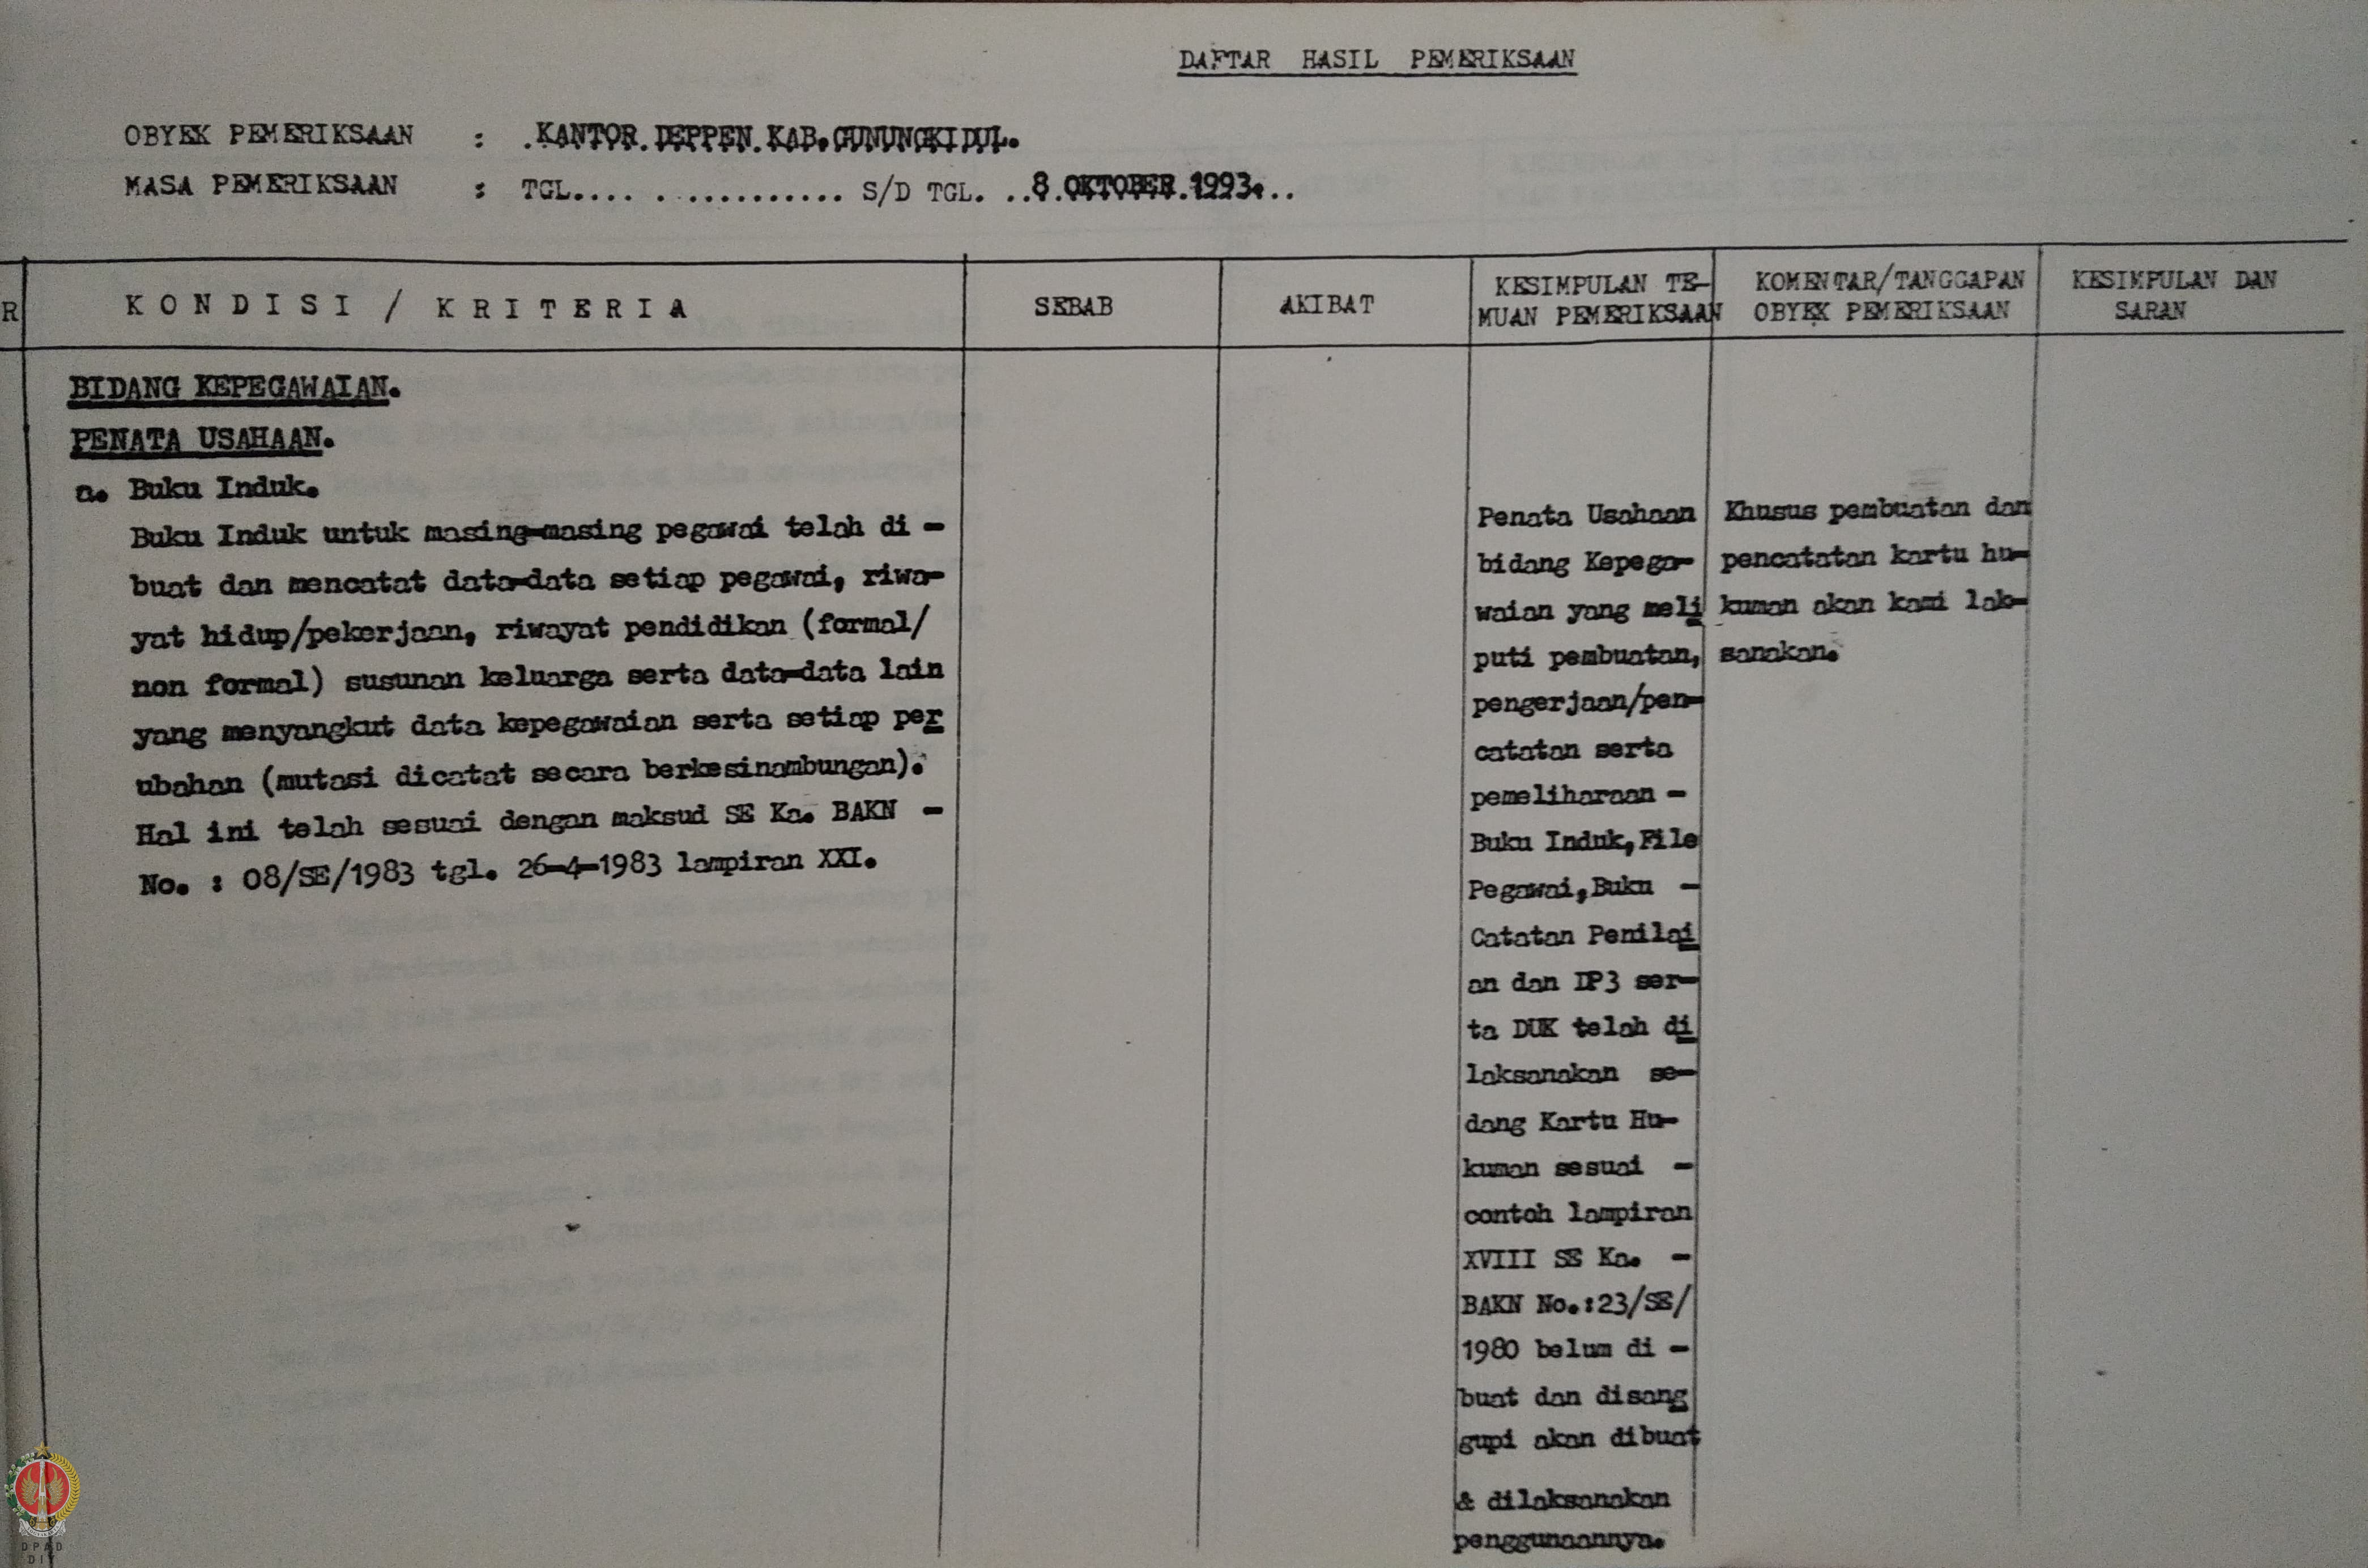 DAFTAR HASIL PEMERIKSAAN
OBYEK PEMERIKSAAN : .KANTOR.DEPPEN.KAB.GUNUNGKIDUL.
MASA PEMERIKSAAN : TGL.... . ............ S/D TGL. ..8.OKTOBER.1993...
R
K O N D I S I / K R I T E R I A
SEBAB
AKIBAT
KESIMPULAN TE-
MUAN PEMERIKSAAN
KOMENTAR/TANGGAPAN
OBYEK PEMERIKSAAN
KESIMPULAN DAN
SARAN
BIDANG KEPEGAWAIAN.
PENATA USAHAAN.
a. Buku Induk.
Buku Induk untuk masing-masing pegawai telah di -
buat dan mencatat data-data setiap pegawai, riwa-
yat hidup/pekerjaan, riwayat pendidikan (formal/
non formal) susunan keluarga serta data-data lain
yang menyangkut data kepegawaian serta setiap per
ubahan (mutasi dicatat secara berkesinambungan).
Hal ini telah sesuai dengan maksud SE Ka. BAKN -
No. : 08/SE/1983 tgl. 26-4-1983 lampiran XXI.
Penata Usahaan
bidang Kepega-
waian yang meli
puti pembuatan,
pengerjaan/pen-
catatan serta
pemeliharaan -
Buku Induk,File
Pegawai,Buku -
Catatan Penilai
an dan DP3 ser-
ta DUK telah di
laksanakan se-
dang Kartu Hu-
kuman sesuai -
contoh lampiran
XVIII SE Ka. -
BAKN No.:23/SE/
1980 belum di -
buat dan disang
gupi akan dibuat
& dilaksanakan
penggunaannya.
Khusus pembuatan dan
pencatatan kartu hu-
kuman akan kami lak-
sanakan.
DPAD
DIY